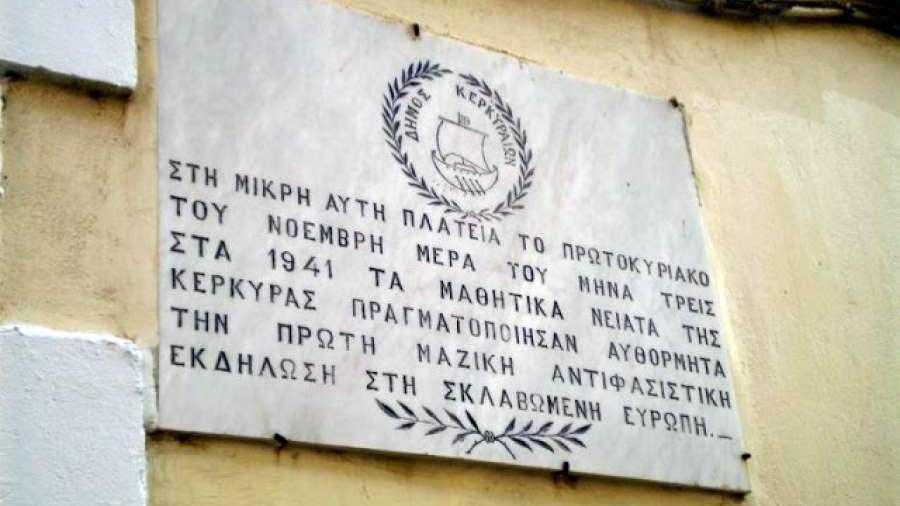 ΔΗΜΟΣ ΚΕΡΚΥΡΑΙΩΝ
ΣΤΗ ΜΙΚΡΗ ΑΥΤΗ ΠΛΑΤΕΙΑ ΤΟ ΠΡΩΤΟΚΥΡΙΑΚΟ
ΤΟΥ ΝΟΕΜΒΡΗ ΜΕΡΑ ΤΟΥ ΜΗΝΑ ΤΡΕΙΣ
ΣΤΑ 1941 ΤΑ ΜΑΘΗΤΙΚΑ ΝΕΙΑΤΑ ΤΗΣ
ΚΕΡΚΥΡΑΣ ΠΡΑΓΜΑΤΟΠΟΙΗΣΑΝ ΑΥΘΟΡΜΗΤΑ
ΤΗΝ ΠΡΩΤΗ ΜΑΖΙΚΗ ΑΝΤΙΦΑΣΙΣΤΙΚΗ
ΕΚΔΗΛΩΣΗ ΣΤΗ ΣΚΛΑΒΩΜΕΝΗ ΕΥΡΩΠΗ._